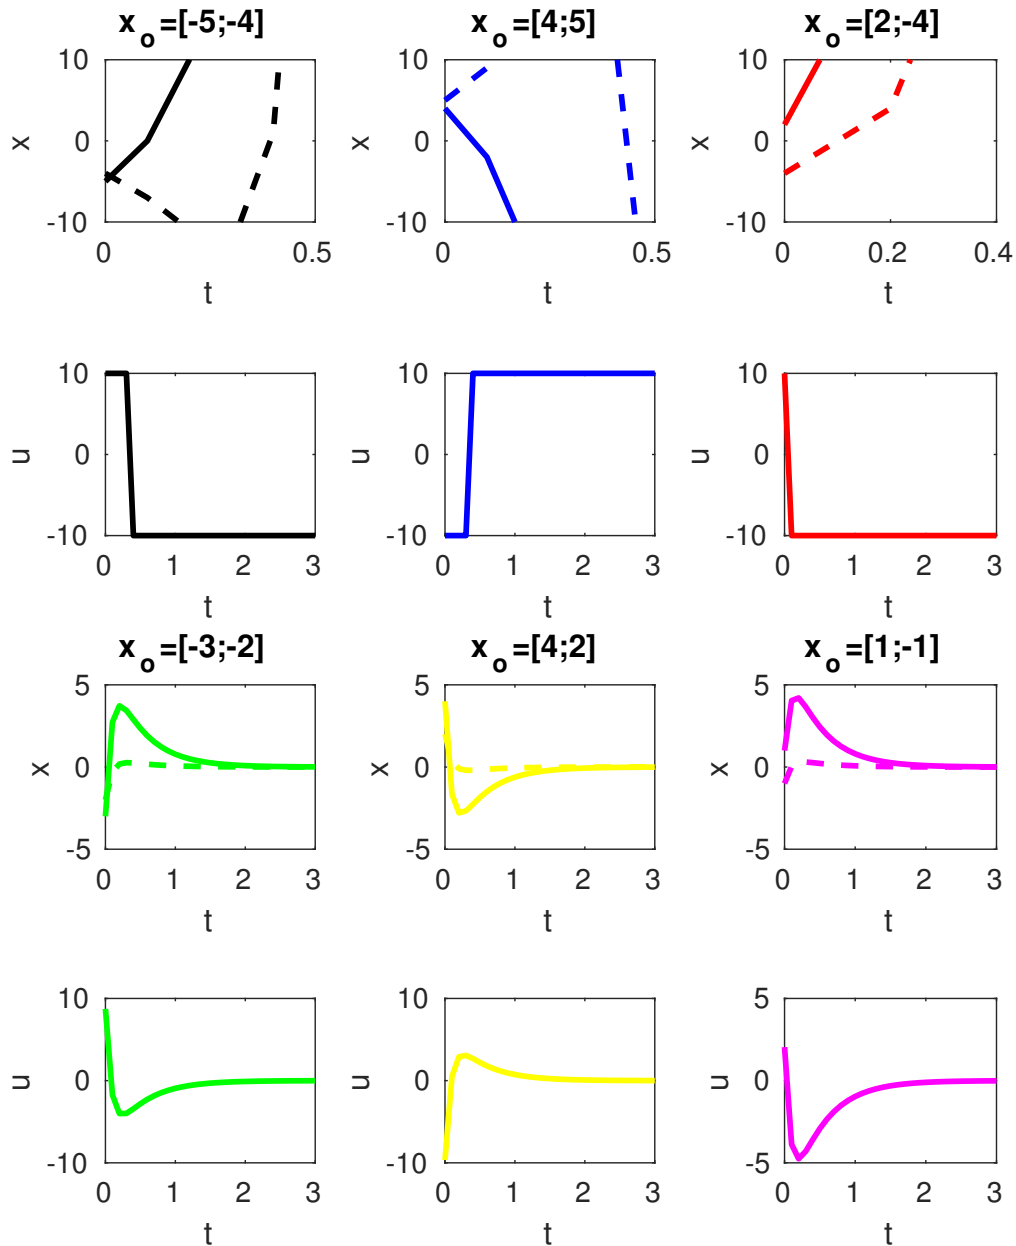 x_o=[-5;-4] x_o=[4;5] x_o=[2;-4]
10 10 10
x x x
0 0 0
-10 -10 -10
0 0.5 0 0.5 0 0.2 0.4
t t t
10 10 10
u u u
0 0 0
-10 -10 -10
0 1 2 3 0 1 2 3 0 1 2 3
t t t
x_o=[-3;-2] x_o=[4;2] x_o=[1;-1]
5 5 5
x x x
0 0 0
-5 -5 -5
0 1 2 3 0 1 2 3 0 1 2 3
t t t
10 10 5
u u u
0 0 0
-10 -10 -5
0 1 2 3 0 1 2 3 0 1 2 3
t t t